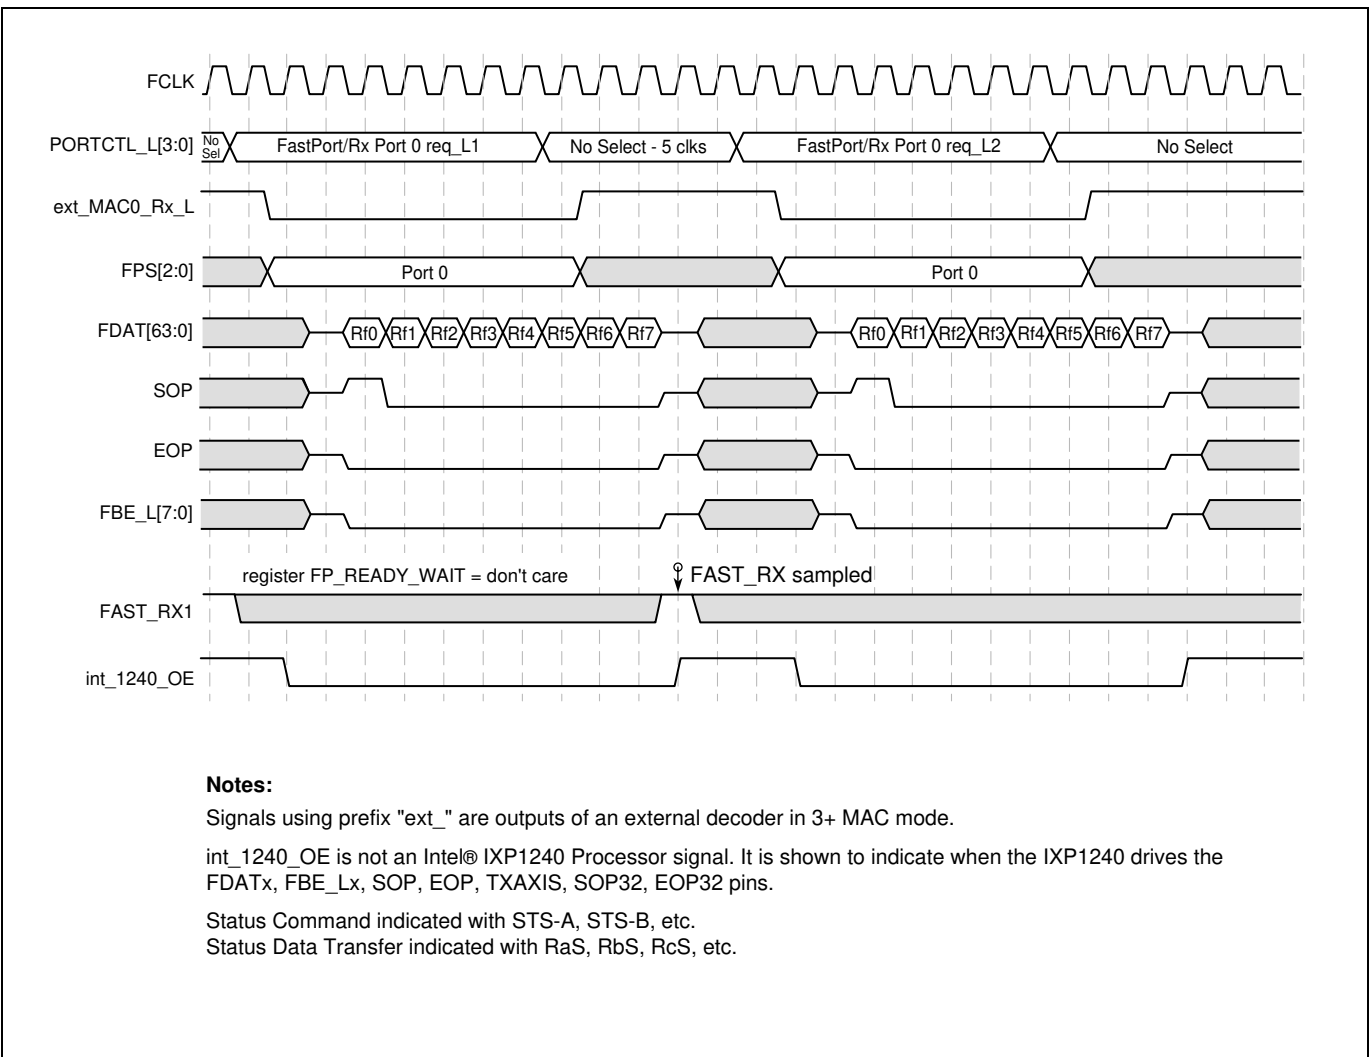 FCLK
PORTCTL_L[3:0]
No
Sel
FastPort/Rx Port 0 req_L1
No Select - 5 clks
FastPort/Rx Port 0 req_L2
No Select
ext_MAC0_Rx_L
FPS[2:0]
Port 0
Port 0
FDAT[63:0]
Rf0 Rf1 Rf2 Rf3 Rf4 Rf5 Rf6 Rf7
Rf0 Rf1 Rf2 Rf3 Rf4 Rf5 Rf6 Rf7
SOP
EOP
FBE_L[7:0]
register FP_READY_WAIT = don't care
FAST_RX sampled
FAST_RX1
int_1240_OE
Notes:
Signals using prefix "ext_" are outputs of an external decoder in 3+ MAC mode.
int_1240_OE is not an Intel® IXP1240 Processor signal. It is shown to indicate when the IXP1240 drives the
FDATx, FBE_Lx, SOP, EOP, TXAXIS, SOP32, EOP32 pins.
Status Command indicated with STS-A, STS-B, etc.
Status Data Transfer indicated with RaS, RbS, RcS, etc.